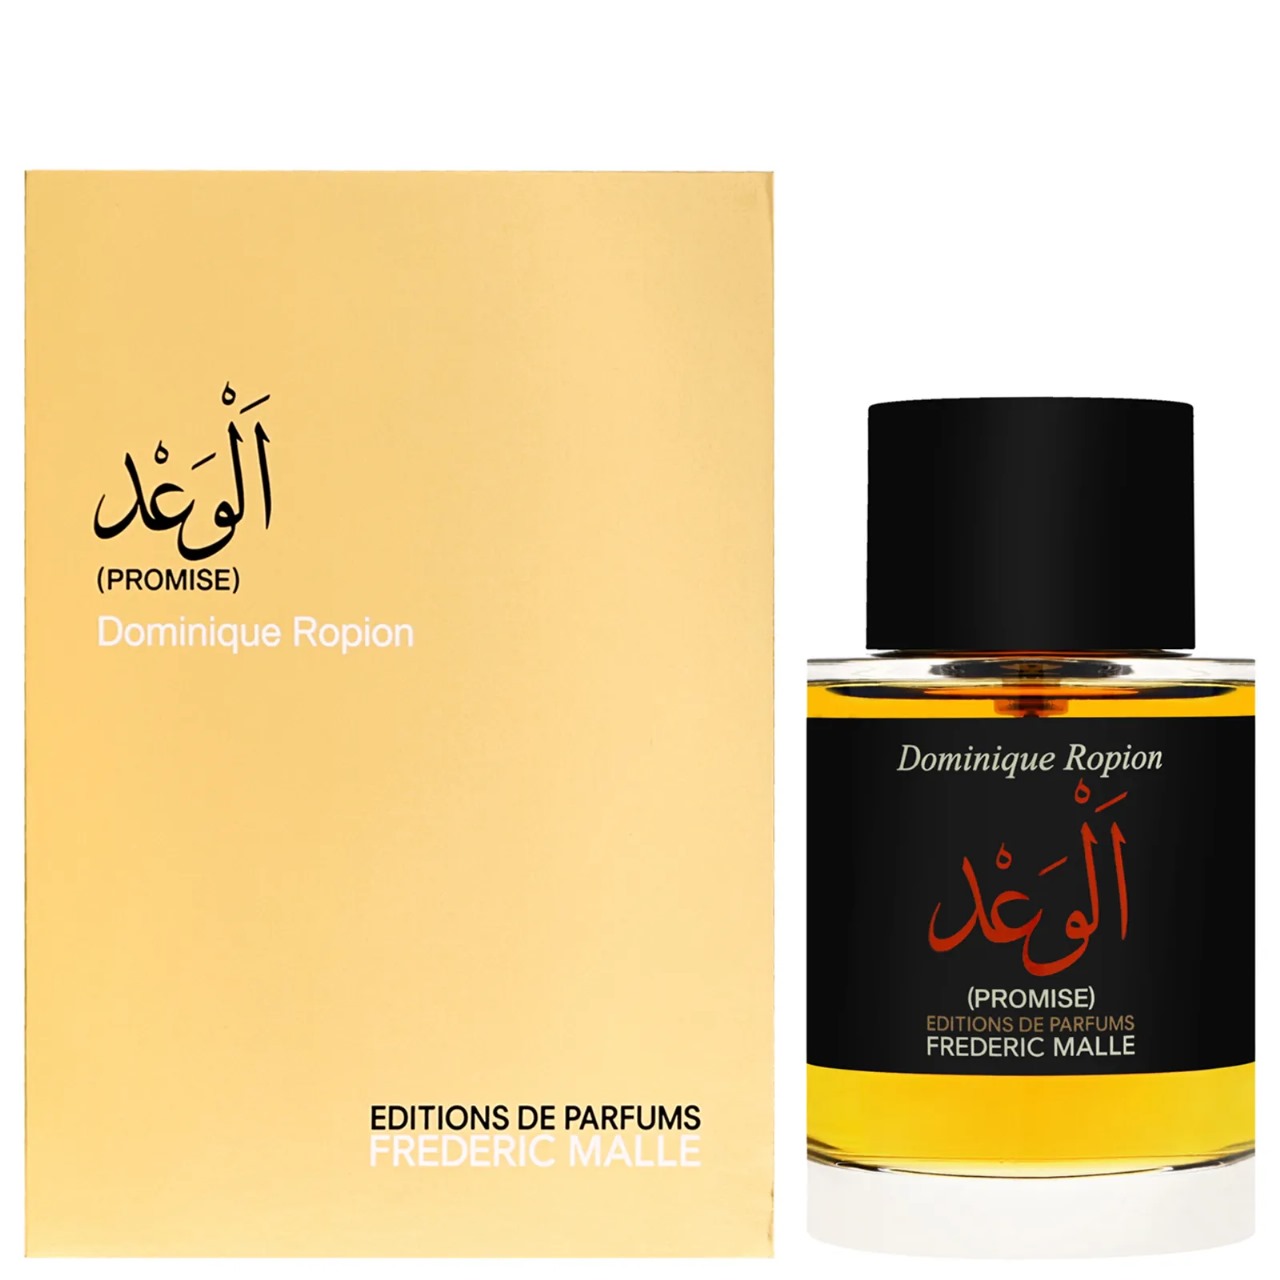 اَلْوَعْد
(PROMISE)
Dominique Ropion
EDITIONS DE PARFUMS
FREDERIC MALLE
Dominique Ropion
اَلْوَعْد
(PROMISE)
EDITIONS DE PARFUMS
FREDERIC MALLE